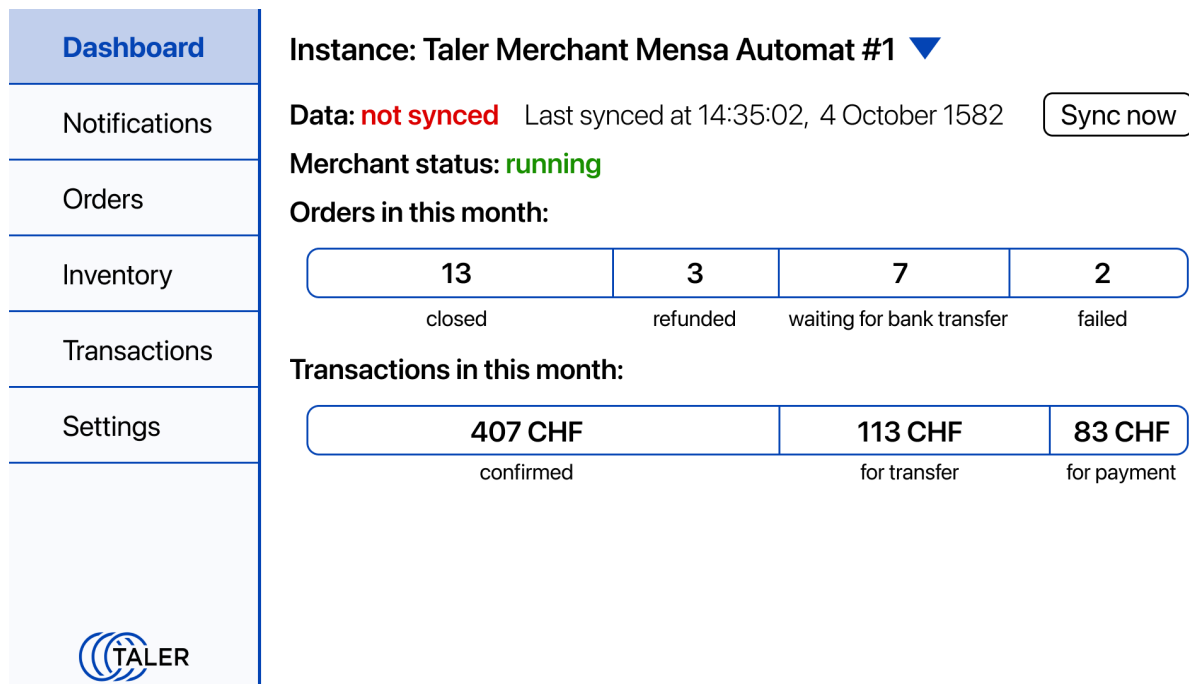 Dashboard
Notifications
Orders
Inventory
Transactions
Settings
TALER
Instance: Taler Merchant Mensa Automat #1
Data: not synced Last synced at 14:35:02, 4 October 1582 Sync now
Merchant status: running
Orders in this month:
13 3 7 2
closed refunded waiting for bank transfer failed
Transactions in this month:
407 CHF 113 CHF 83 CHF
confirmed for transfer for payment